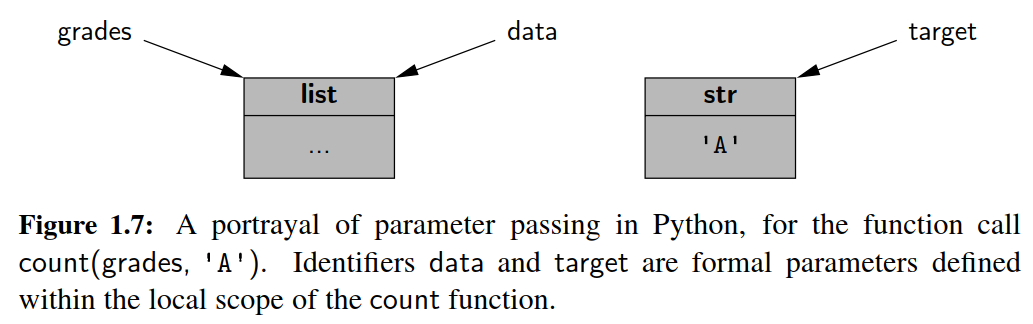 grades data target
list str
... 'A'
Figure 1.7: A portrayal of parameter passing in Python, for the function call
count(grades, 'A'). Identifiers data and target are formal parameters defined
within the local scope of the count function.